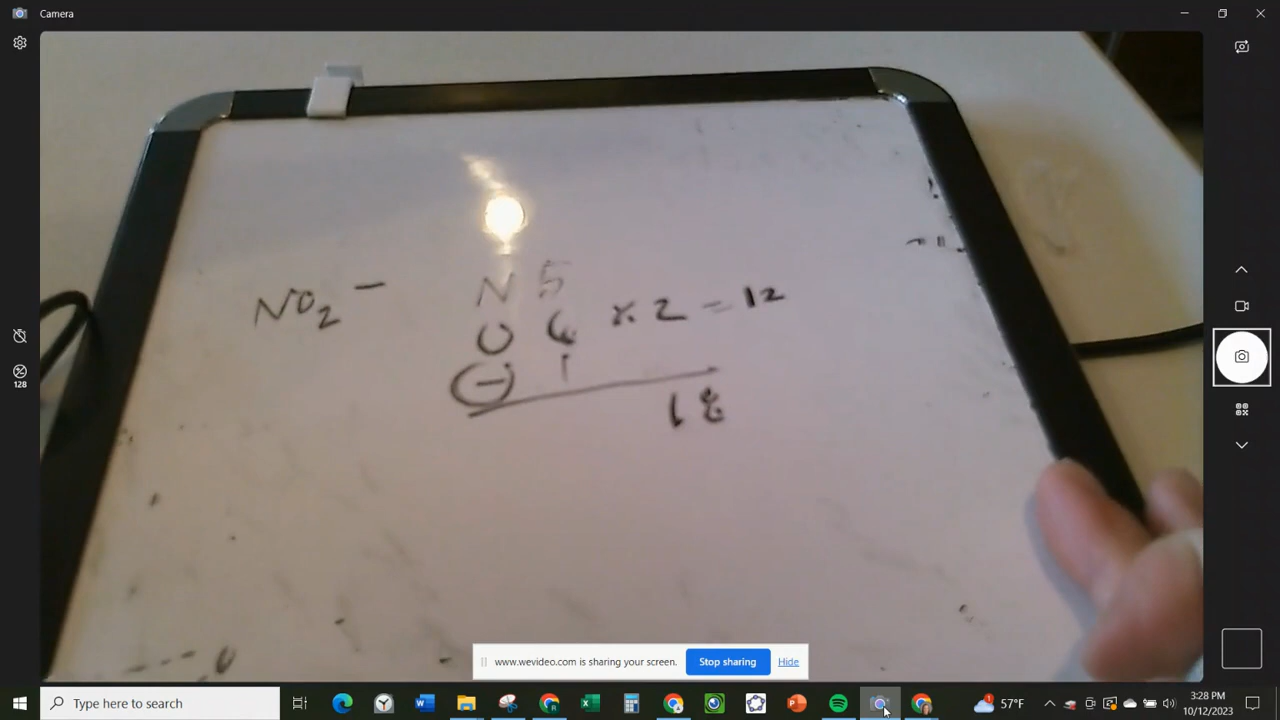 Camera
NO2 -
N 5
O 6 x 2 = 12
- 1
18
128
www.wevideo.com is sharing your screen. Stop sharing Hide
Type here to search
57°F
3:28 PM
10/12/2023